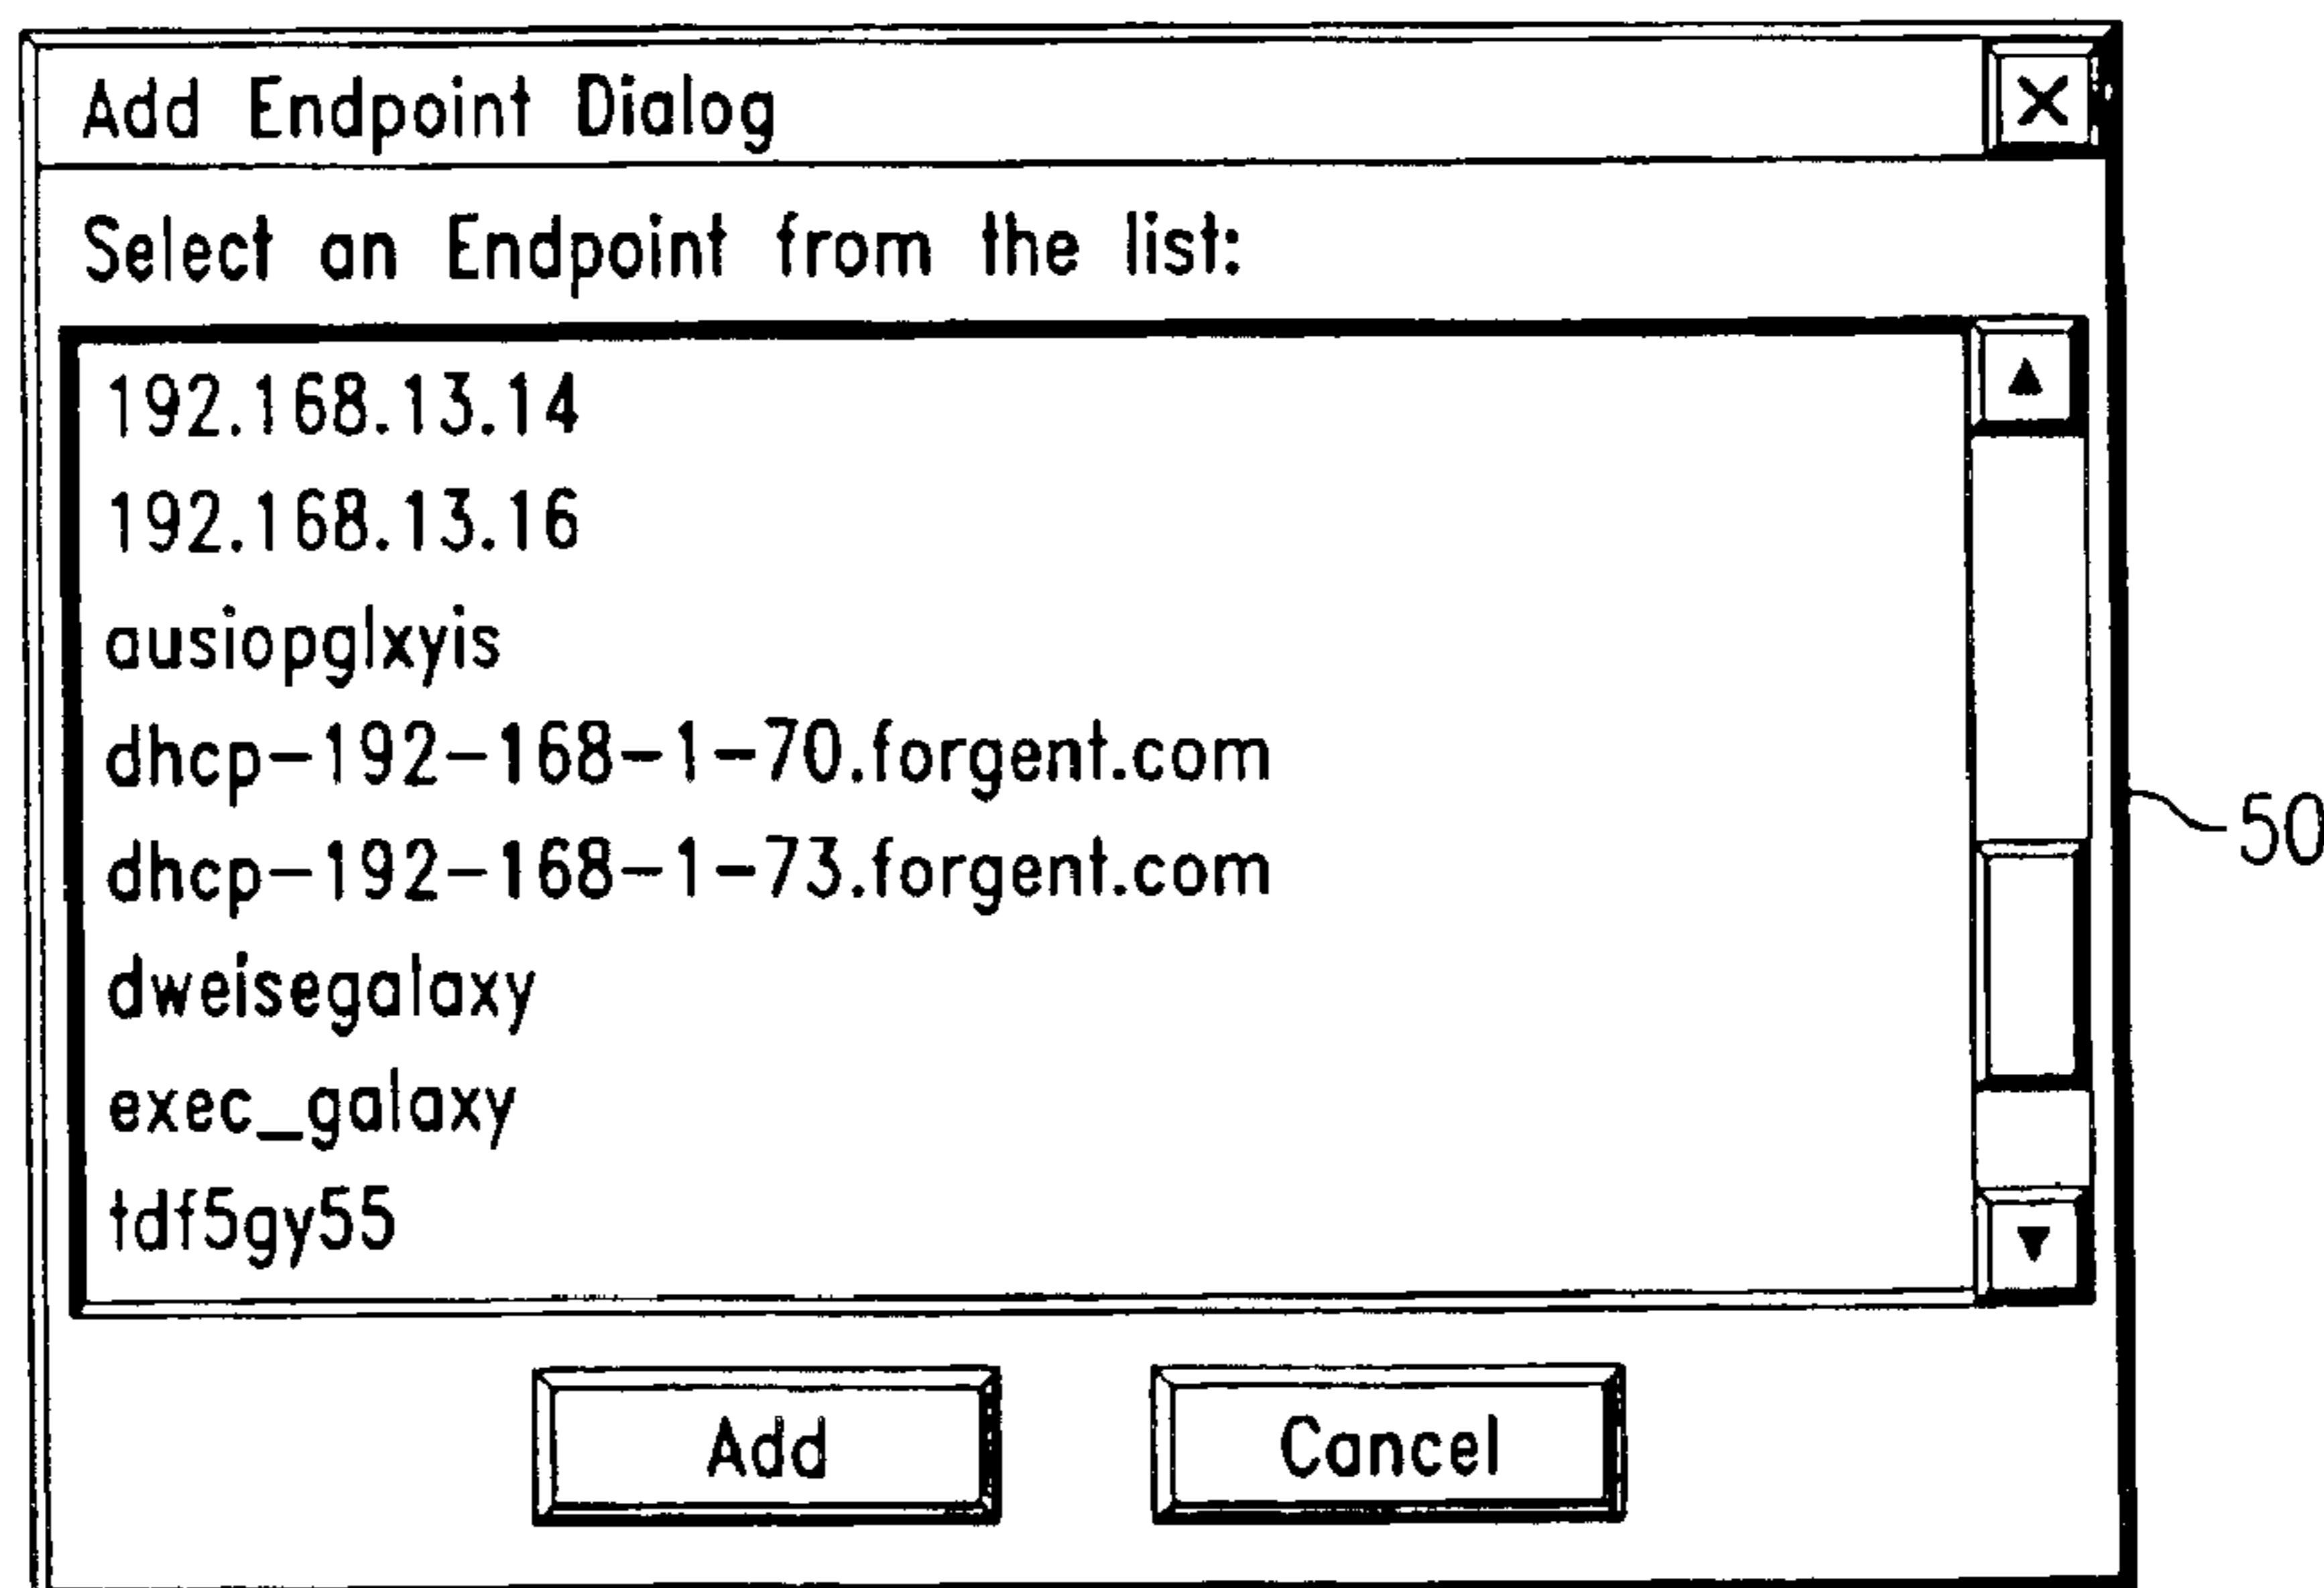 Add Endpoint Dialog X
Select an Endpoint from the list:
192.168.13.14
192.168.13.16
ausiopglxyis
dhcp-192-168-1-70.forgent.com
dhcp-192-168-1-73.forgent.com
50
dweisegalaxy
exec_galaxy
tdf5gy55
Add Cancel